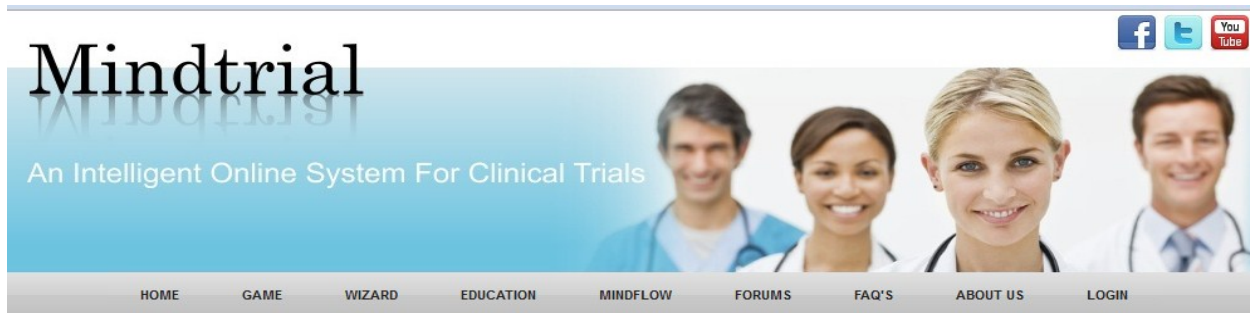 You
Tube
Mindtrial
An Intelligent Online System For Clinical Trials
HOME GAME WIZARD EDUCATION MINDFLOW FORUMS FAQ'S ABOUT US LOGIN